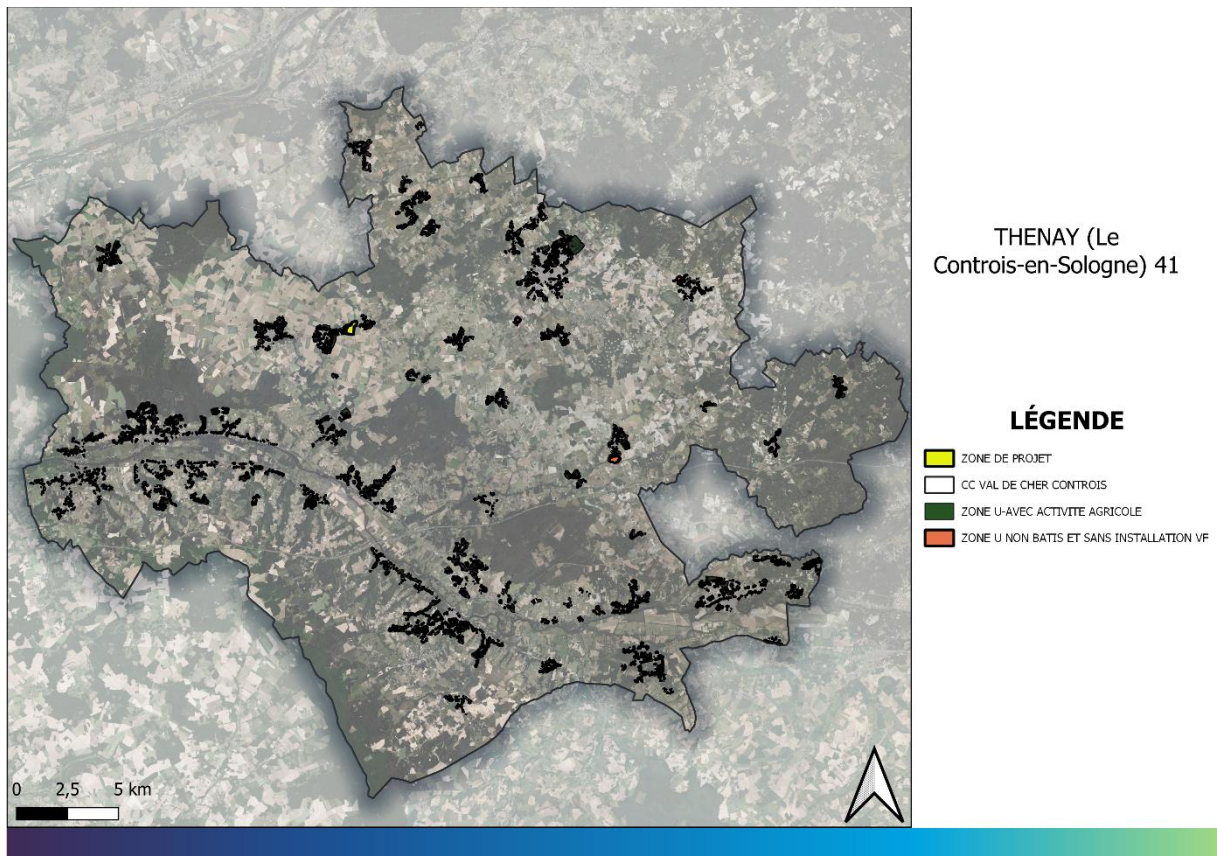 THENAY (Le
Controis-en-Sologne) 41
LÉGENDE
ZONE DE PROJET
CC VAL DE CHER CONTROIS
ZONE U-AVEC ACTIVITE AGRICOLE
ZONE U NON BATIS ET SANS INSTALLATION VF
0 2,5 5 km